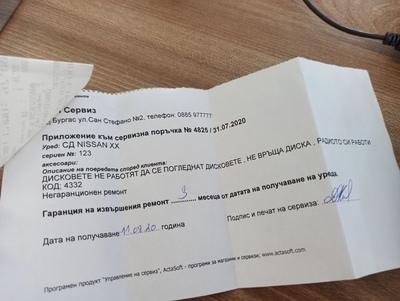 Сервиз
Бургас ул.Сан Стефано №2, телефон: 0885 977777
Приложение към сервизна поръчка № 4825 / 31.07.2020
Уред: СД NISSAN XX
сериен №: 123
аксесоари:
Описание на повредата според клиента:
ДИСКОВЕТЕ НЕ РАБОТЯТ ДА СЕ ПОГЛЕДНАТ ДИСКОВЕТЕ , НЕ ВРЪЩА ДИСКА , РАДИОТО СИ РАБОТИ
КОД: 4332
Негаранционен ремонт
Гаранция на извършения ремонт 3 месеца от датата на получаване на уреда.
Дата на получаване 11.08.20 година
Подпис и печат на сервиза:
Програмен продукт "Управление на сервиз", ActaSoft - програми за магазини и сервизи, www.actasoft.com